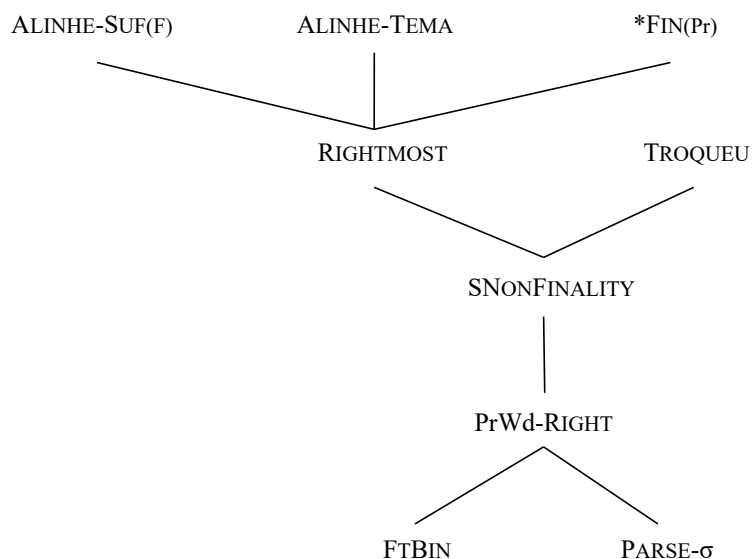 ALINHE-SUF(F) ALINHE-TEMA *FIN(Pr)
RIGHTMOST TROQUEU
SNONFINALITY
PrWd-RIGHT
FTBIN PARSE-σ